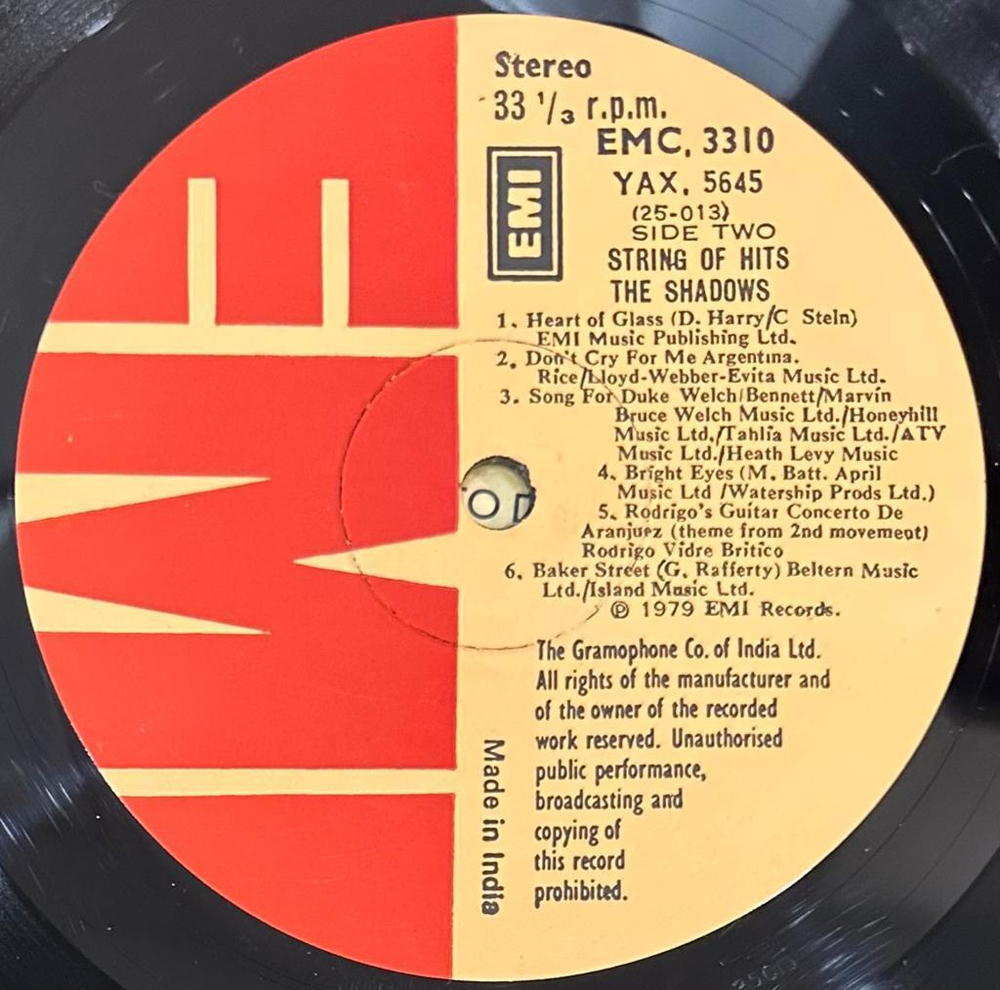 Stereo
33 1/3 r.p.m.
EMC. 3310
EMI
YAX. 5645
(25-013)
SIDE TWO
STRING OF HITS
THE SHADOWS
1. Heart of Glass (D. Harry/C Stein)
EMI Music Publishing Ltd.
2. Don't Cry For Me Argentina.
Rice/Lloyd-Webber-Evita Music Ltd.
3. Song For Duke Welch/Bennett/Marvin
Bruce Welch Music Ltd./Honeyhill
Music Ltd./Tahlia Music Ltd./ATV
Music Ltd./Heath Levy Music
4. Bright Eyes (M. Batt. April
Music Ltd /Watership Prods Ltd.)
5. Rodrigo's Guitar Concerto De
Aranjuez (theme from 2nd movement)
Rodrigo Vidre Britico
6. Baker Street (G. Rafferty) Beltern Music
Ltd./Island Music Ltd.
℗ 1979 EMI Records.
The Gramophone Co. of India Ltd.
All rights of the manufacturer and
of the owner of the recorded
work reserved. Unauthorised
public performance,
broadcasting and
copying of
this record
prohibited.
Made in India
EMI